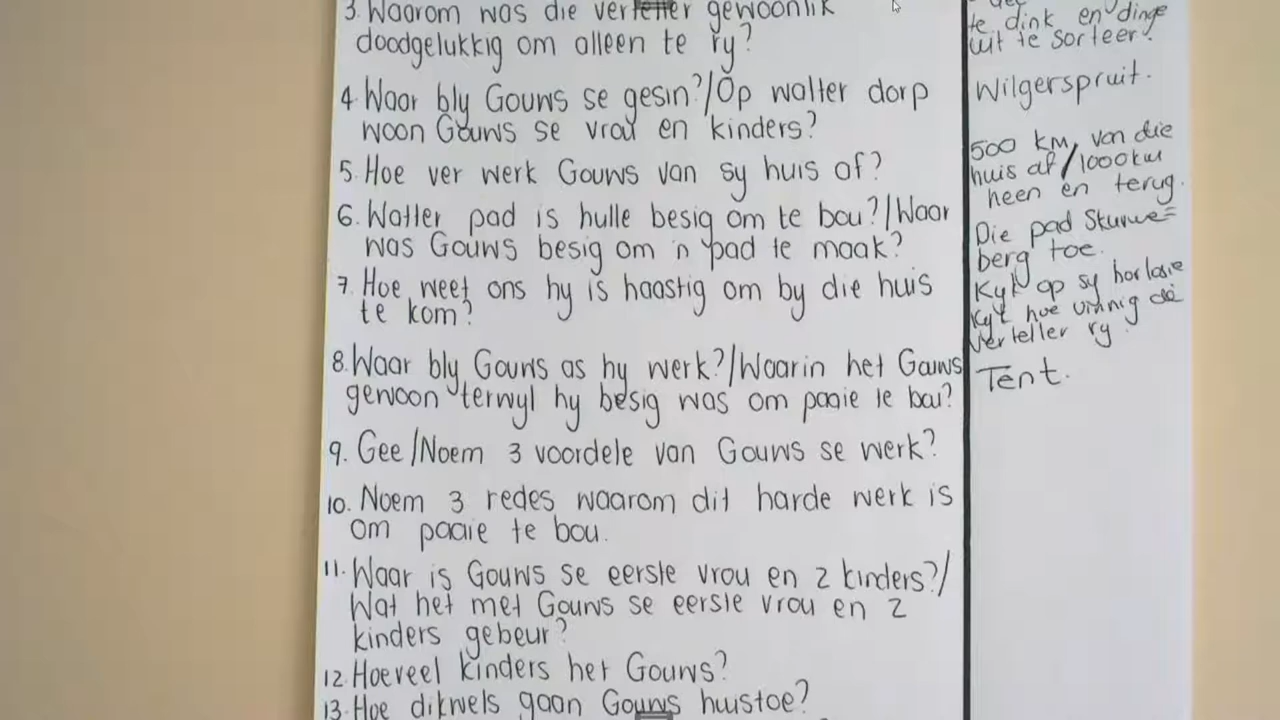 3. Waarom was die verteller gewoonlik
doodgelukkig om alleen te ry?
4. Waar bly Gouws se gesin?/Op watter dorp
woon Gouws se vrou en kinders?
5. Hoe ver werk Gouws van sy huis af?
6. Watter pad is hulle besig om te bou?/Waar
was Gouws besig om 'n pad te maak?
7. Hoe weet ons hy is haastig om by die huis
te kom?
8. Waar bly Gouws as hy werk?/Waarin het Gouws
gewoon terwyl hy besig was om paaie te bou?
9. Gee/Noem 3 voordele van Gouws se werk?
10. Noem 3 redes waarom dit harde werk is
om paaie te bou.
11. Waar is Gouws se eerste vrou en 2 kinders?/
Wat het met Gouws se eerste vrou en 2
kinders gebeur?
12. Hoeveel kinders het Gouws?
13. Hoe dikwels gaan Gouws huistoe?
te dink en dinge
uit te sorteer.
Wilgerspruit.
500 km van die
huis af/1000km
heen en terug.
Die pad Sturme=
berg toe.
Kyk op sy horlosie
Kyk hoe vinnig die
verteller ry.
Tent.